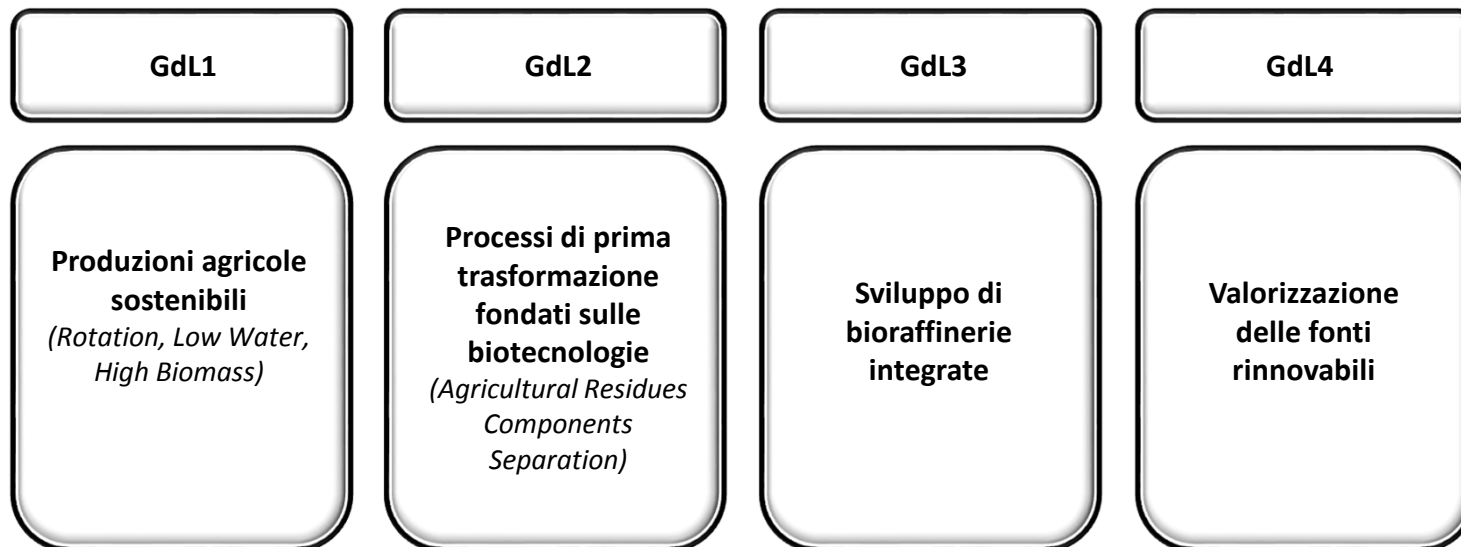 GdL1
GdL2
GdL3
GdL4
Produzioni agricole
sostenibili
(Rotation, Low Water,
High Biomass)
Processi di prima
trasformazione
fondati sulle
biotecnologie
(Agricultural Residues
Components
Separation)
Sviluppo di
bioraffinerie
integrate
Valorizzazione
delle fonti
rinnovabili